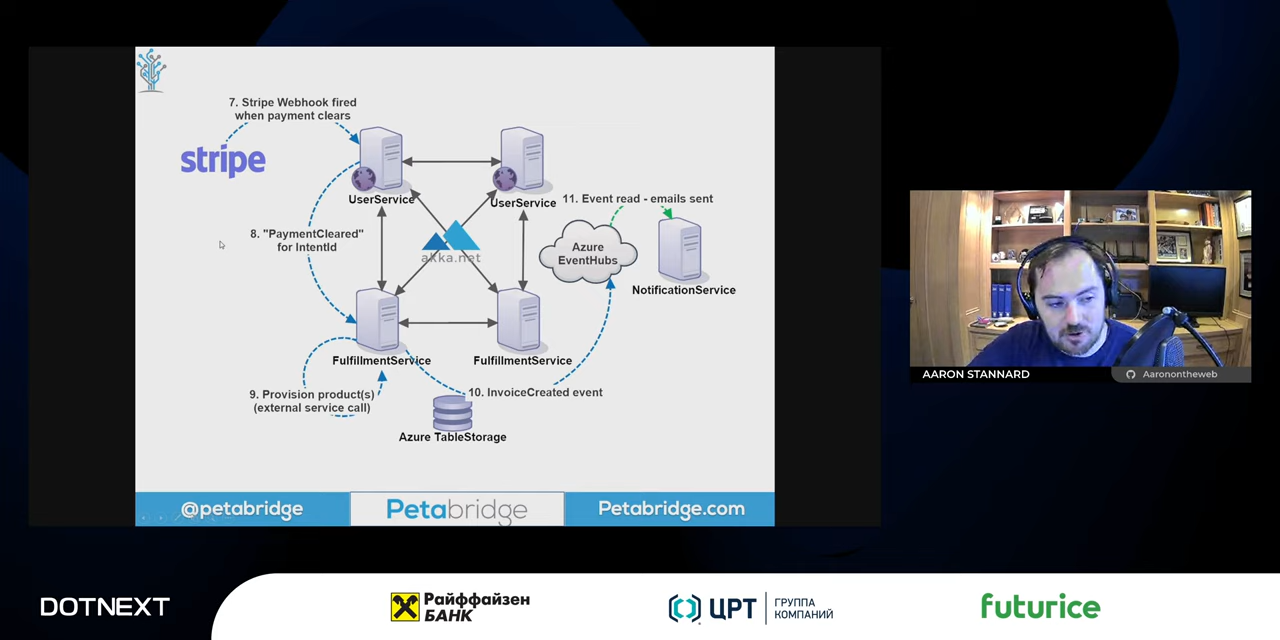 7. Stripe Webhook fired
when payment clears
stripe
UserService
UserService
11. Event read - emails sent
8. "PaymentCleared"
for IntentId
akka.net
Azure
EventHubs
NotificationService
FulfillmentService
FulfillmentService
9. Provision product(s)
(external service call)
10. InvoiceCreated event
Azure TableStorage
@petabridge
Petabridge
Petabridge.com
AARON STANNARD
Aaronontheweb
DOTNEXT
Райффайзен
БАНК
ЦРТ
ГРУППА
КОМПАНИЙ
futurice